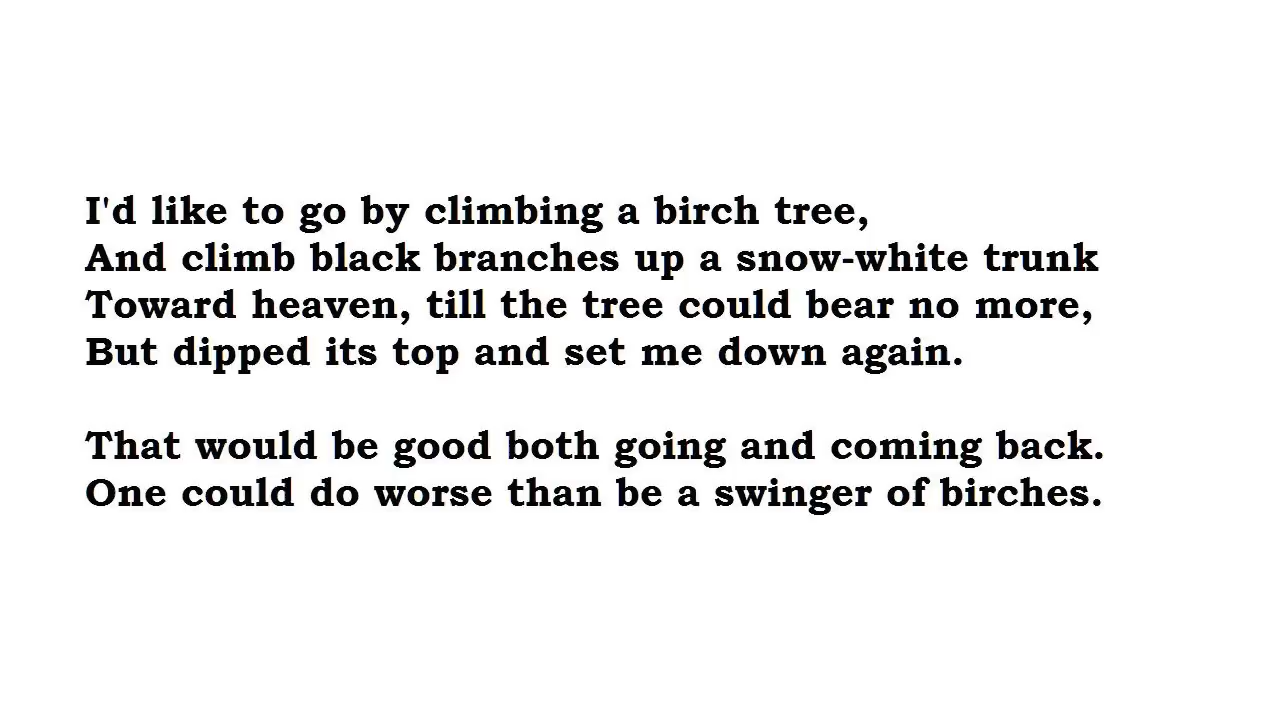 I'd like to go by climbing a birch tree,
And climb black branches up a snow-white trunk
Toward heaven, till the tree could bear no more,
But dipped its top and set me down again.
That would be good both going and coming back.
One could do worse than be a swinger of birches.